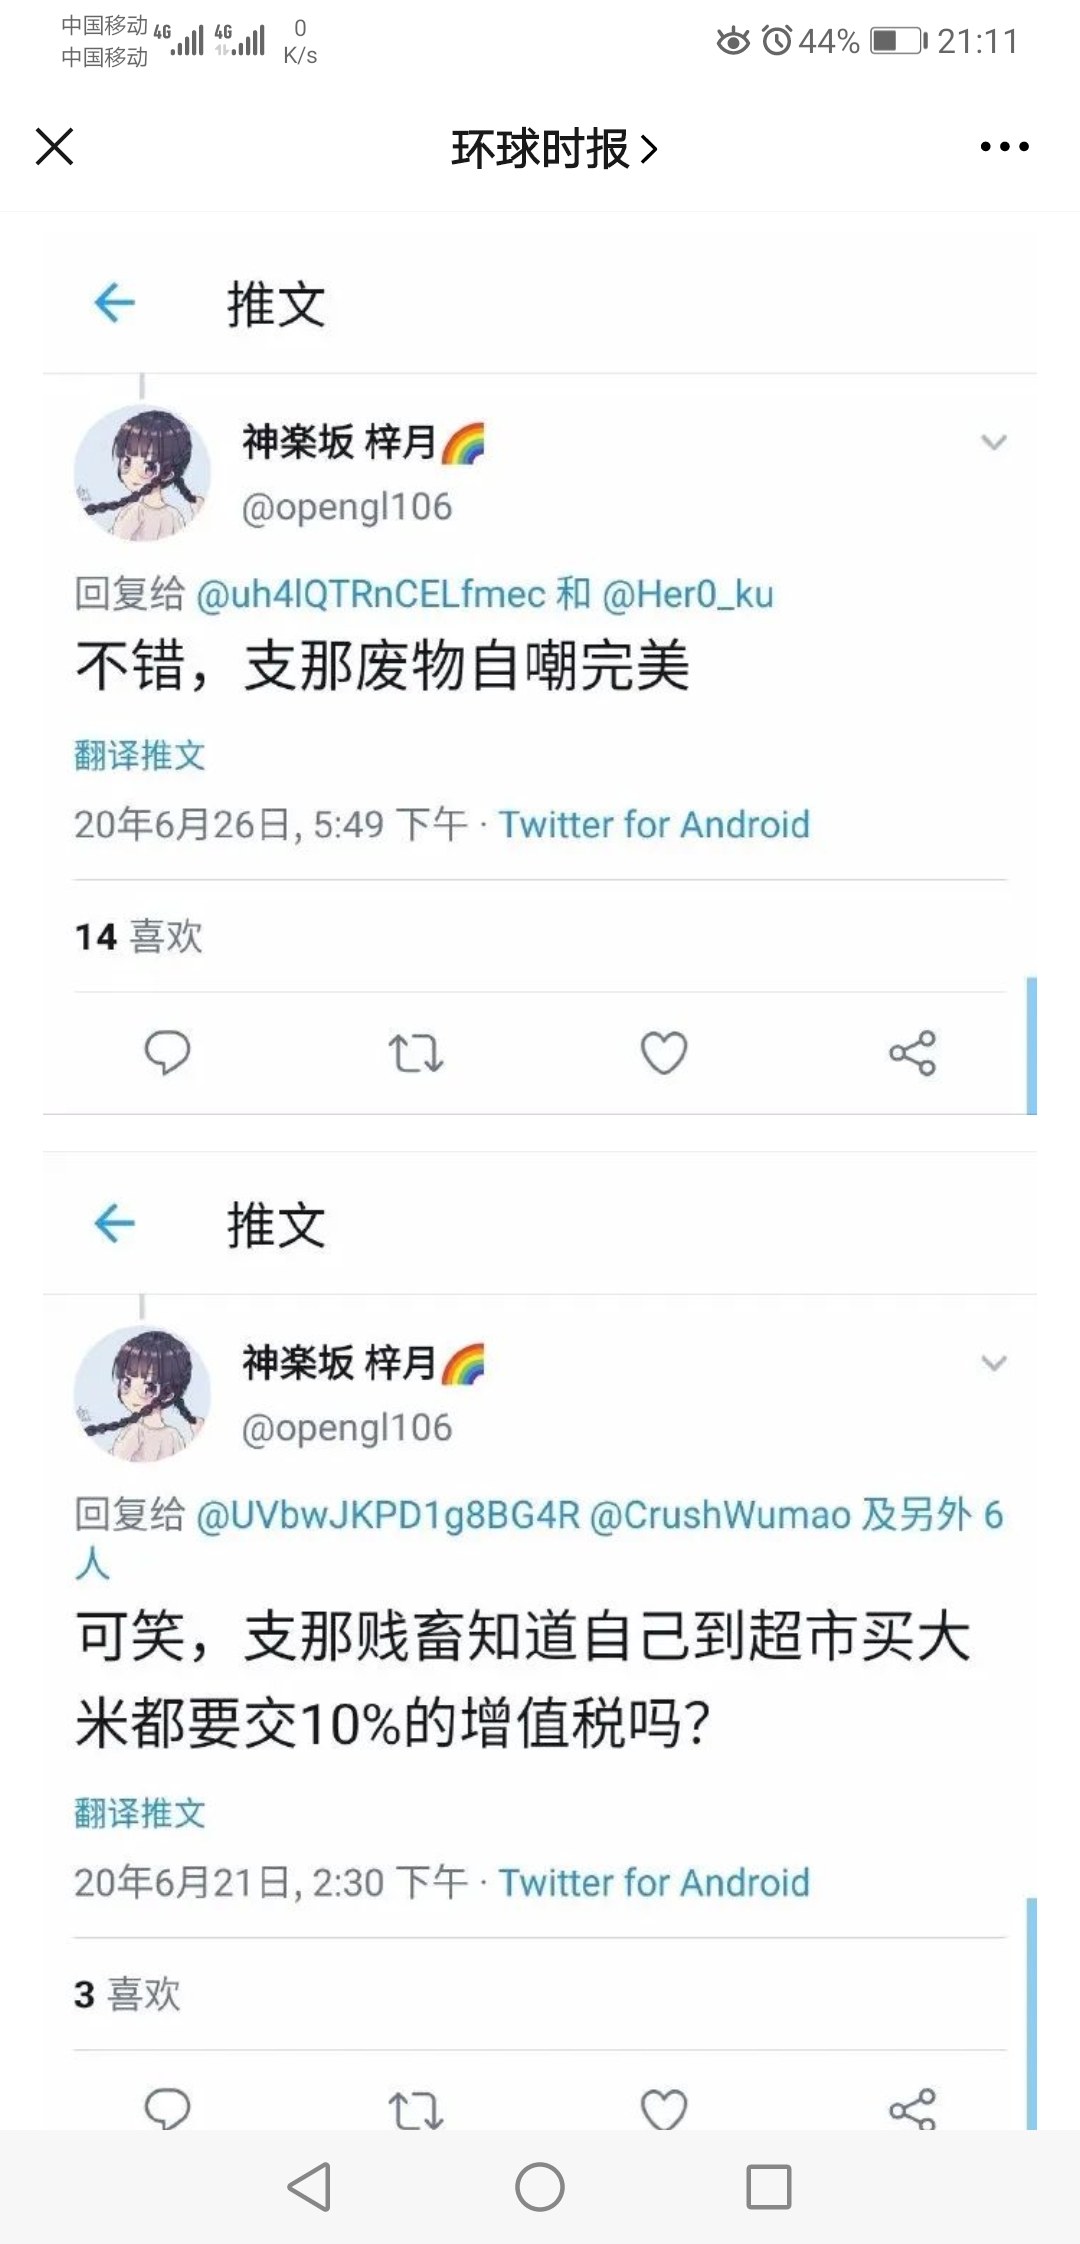 中国移动 4G 4G 0
中国移动 K/s
44% 21:11
环球时报
推文
神楽坂 梓月🌈
@opengl106
回复给 @uh4lQTRnCELfmec 和 @Her0_ku
不错，支那废物自嘲完美
翻译推文
20年6月26日, 5:49 下午 · Twitter for Android
14 喜欢
推文
神楽坂 梓月🌈
@opengl106
回复给 @UVbwJKPD1g8BG4R @CrushWumao 及另外 6
人
可笑，支那贱畜知道自己到超市买大
米都要交10%的增值税吗？
翻译推文
20年6月21日, 2:30 下午 · Twitter for Android
3 喜欢